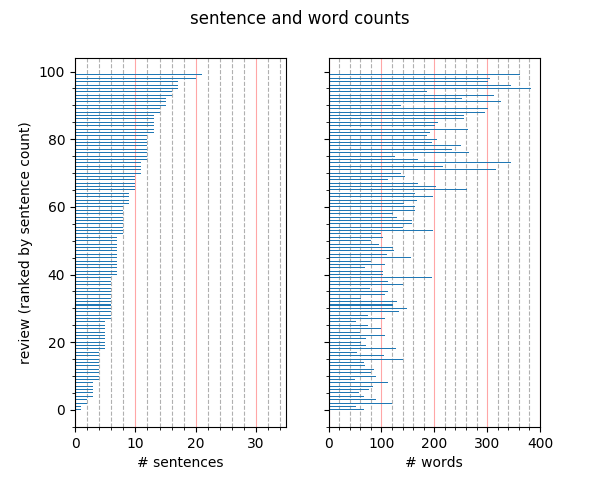 sentence and word counts
review (ranked by sentence count)
100
80
60
40
20
0
0 10 20 30
0 100 200 300 400
# sentences # words